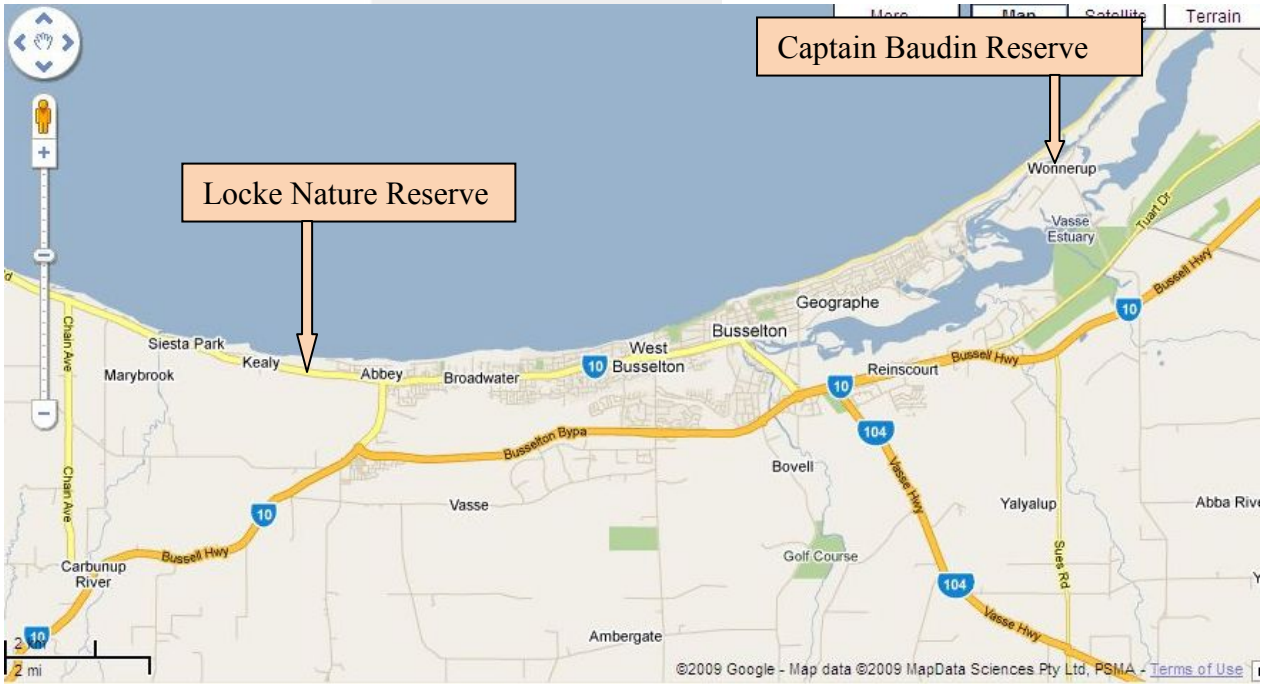 More
Map
Satellite
Terrain
Captain Baudin Reserve
Locke Nature Reserve
Wonnerup
Tuart Dr
Vasse
Estuary
Bussell Hwy
10
Geographe
Busselton
West
Busselton
10
Reinscourt
Bussell Hwy
10
104
Rd
Chain Ave
Siesta Park
Kealy
Marybrook
Abbey
Broadwater
Busselton Bypa
Vasse Hwy
Bovell
Chain Ave
10
Vasse
Yalyalup
Abba Rive
Bussell Hwy
Carbunup
River
Golf Course
Sues Rd
104
Vasse Hwy
Ambergate
10
2 km
2 mi
©2009 Google - Map data ©2009 MapData Sciences Pty Ltd, PSMA - Terms of Use